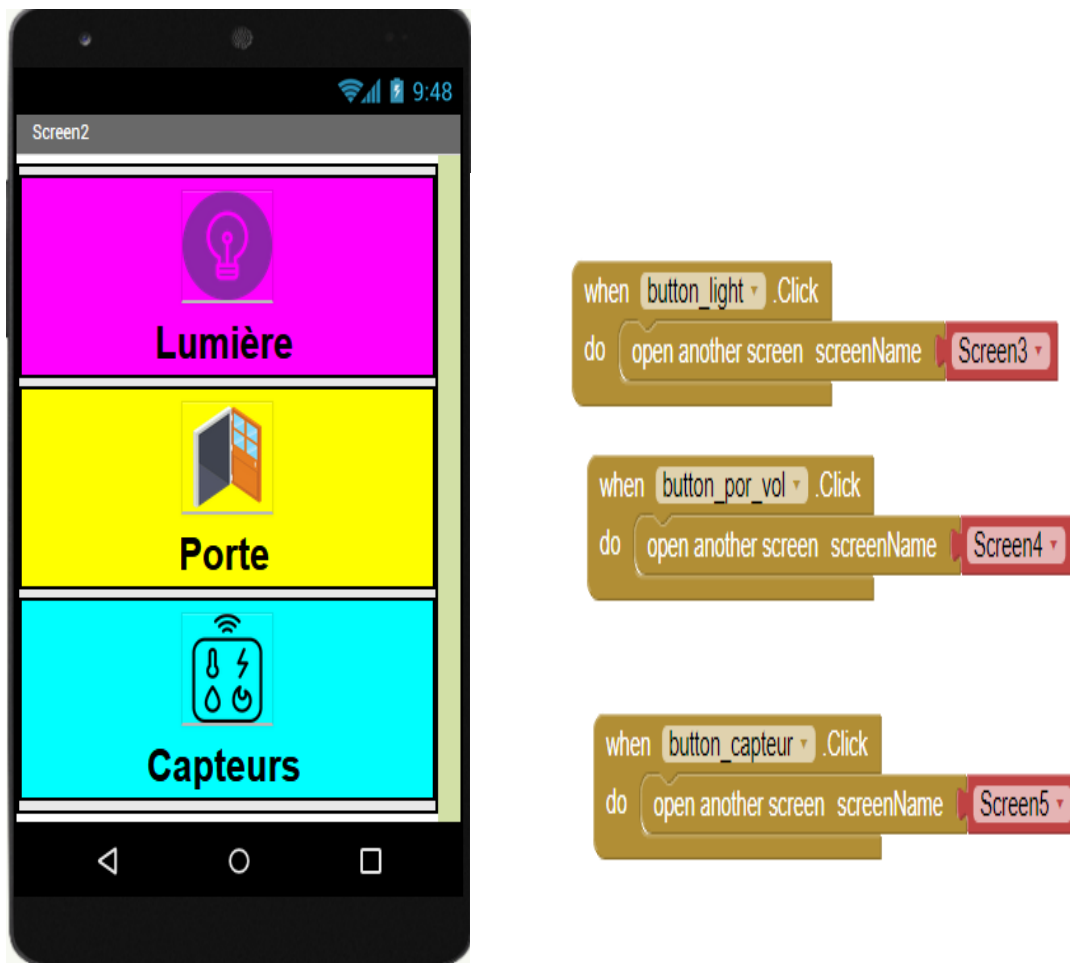 9:48
Screen2
Lumière
Porte
Capteurs
when button_light .Click
do open another screen screenName Screen3
when button_por_vol .Click
do open another screen screenName Screen4
when button_capteur .Click
do open another screen screenName Screen5